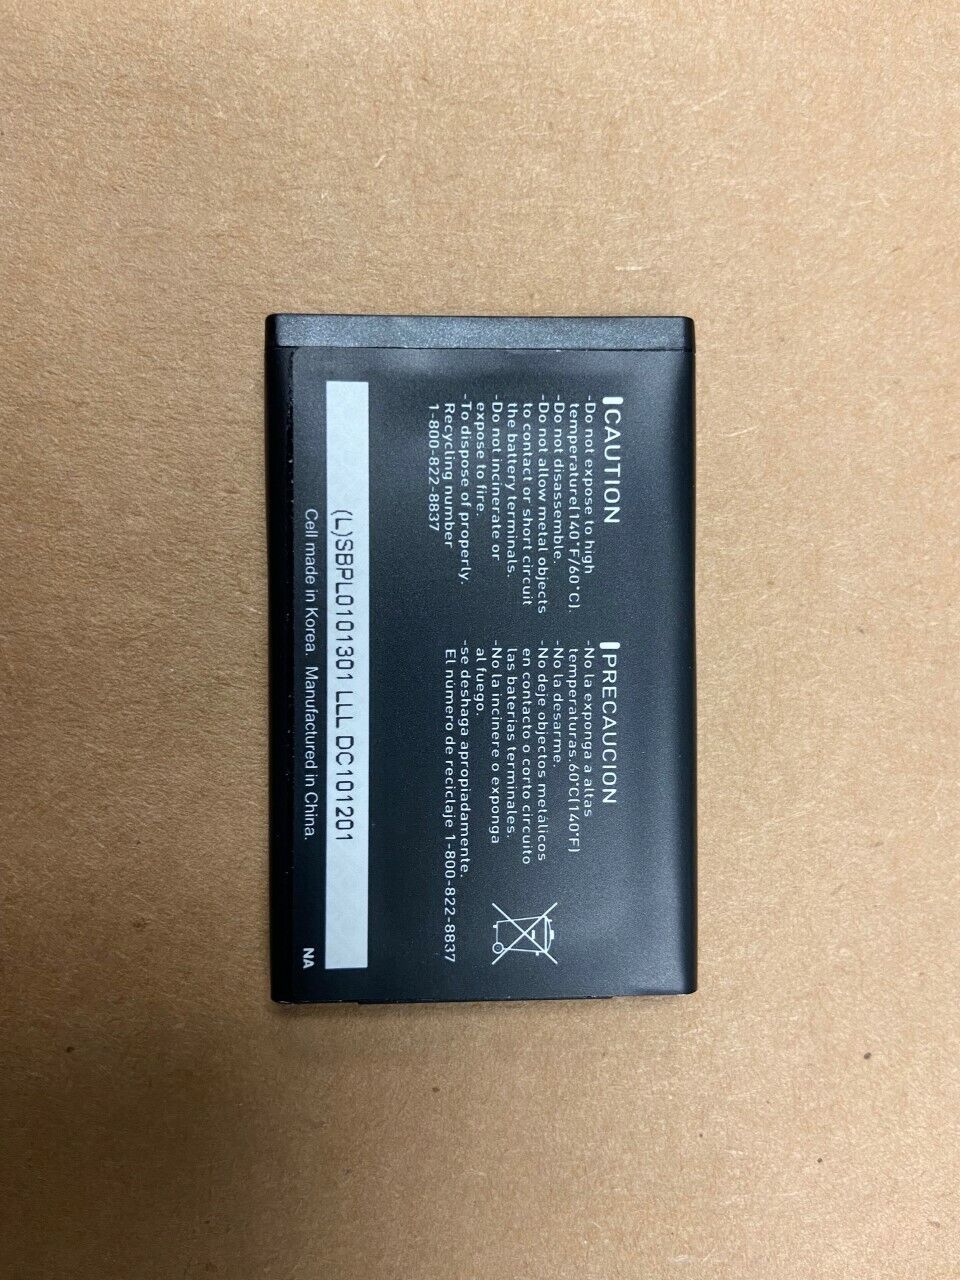 CAUTION
-Do not expose to high
temperature(140°F/60°C).
-Do not disassemble.
-Do not allow metal objects
to contact or short circuit
the battery terminals.
-Do not incinerate or
expose to fire.
-To dispose of properly.
Recycling number
1-800-822-8837
PRECAUCION
-No la exponga a altas
temperaturas.60°C(140°F)
-No la desarme.
-No deje objectos metálicos
en contacto o corto circuito
las baterías terminales.
-No la incinere o exponga
al fuego.
-se deshaga apropiadamente.
El número de reciclaje 1-800-822-8837
(L)SBPL0101301 LLL DC101201
Cell made in Korea. Manufactured in China.
NA